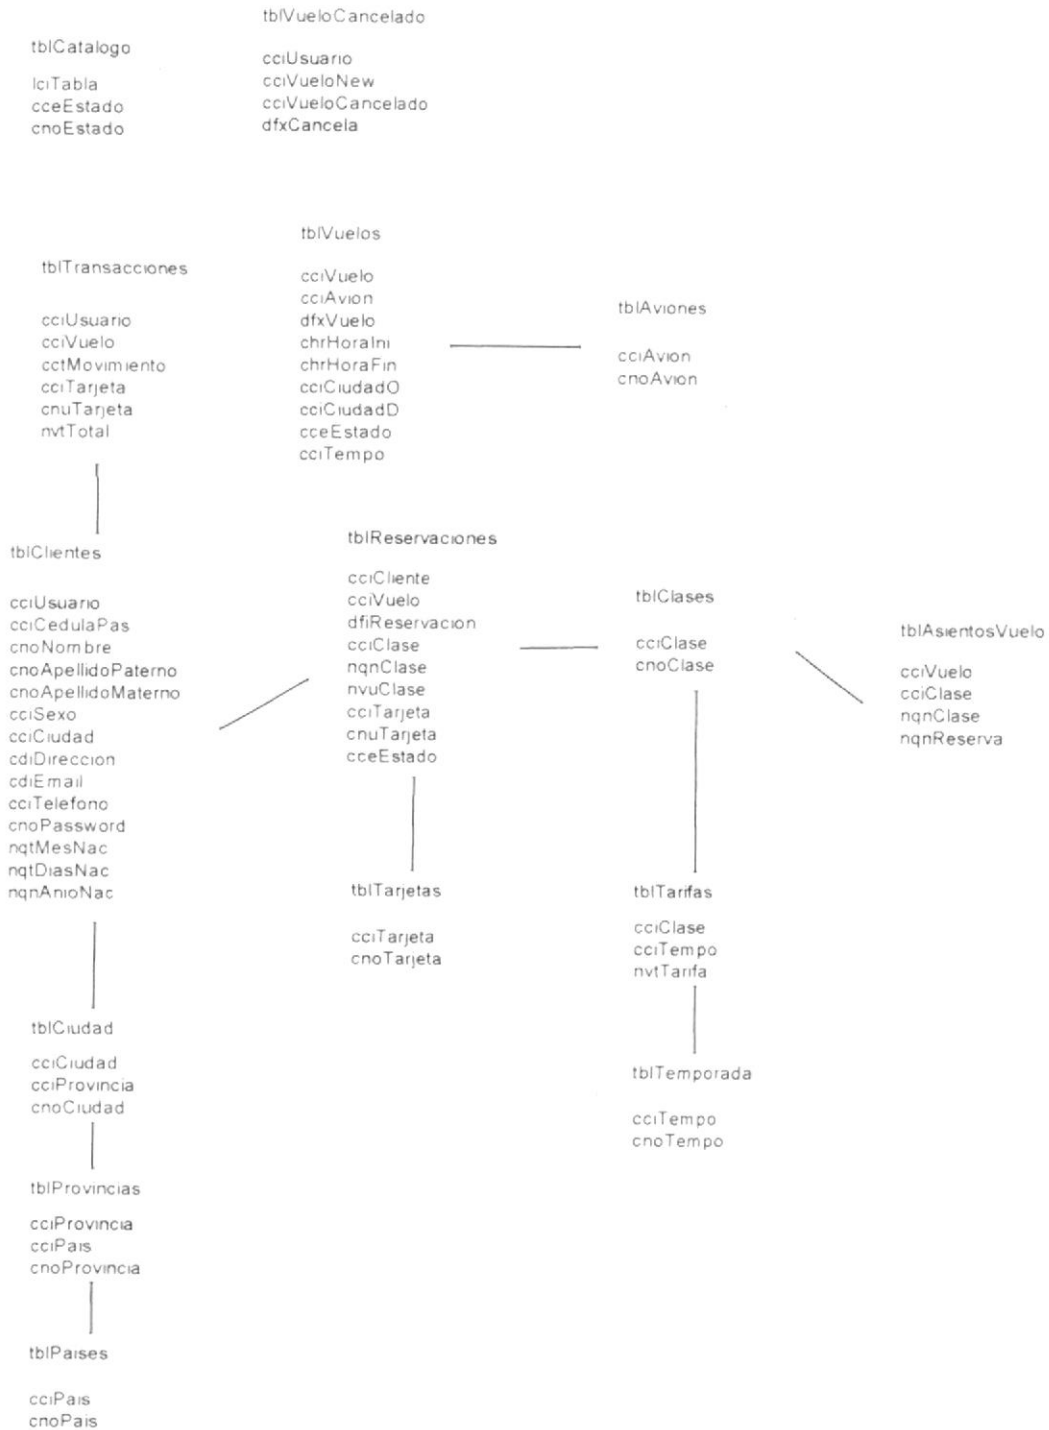 tblVueloCancelado
cciUsuario
cciVueloNew
cciVueloCancelado
dfxCancela
tblCatalogo
lciTabla
cceEstado
cnoEstado
tblVuelos
cciVuelo
cciAvion
dfxVuelo
chrHoraIni
chrHoraFin
cciCiudadO
cciCiudadD
cceEstado
cciTempo
tblTransacciones
cciUsuario
cciVuelo
cctMovimiento
cciTarjeta
cnuTarjeta
nvtTotal
tblAviones
cciAvion
cnoAvion
tblClientes
cciUsuario
cciCedulaPas
cnoNombre
cnoApellidoPaterno
cnoApellidoMaterno
cciSexo
cciCiudad
cdiDireccion
cdiEmail
cciTelefono
cnoPassword
nqtMesNac
nqtDiasNac
nqnAnioNac
tblReservaciones
cciCliente
cciVuelo
dfiReservacion
cciClase
nqnClase
nvuClase
cciTarjeta
cnuTarjeta
cceEstado
tblClases
cciClase
cnoClase
tblAsientosVuelo
cciVuelo
cciClase
nqnClase
nqnReserva
tblTarjetas
cciTarjeta
cnoTarjeta
tblTarifas
cciClase
cciTempo
nvtTarifa
tblCiudad
cciCiudad
cciProvincia
cnoCiudad
tblTemporada
cciTempo
cnoTempo
tblProvincias
cciProvincia
cciPais
cnoProvincia
tblPaises
cciPais
cnoPais